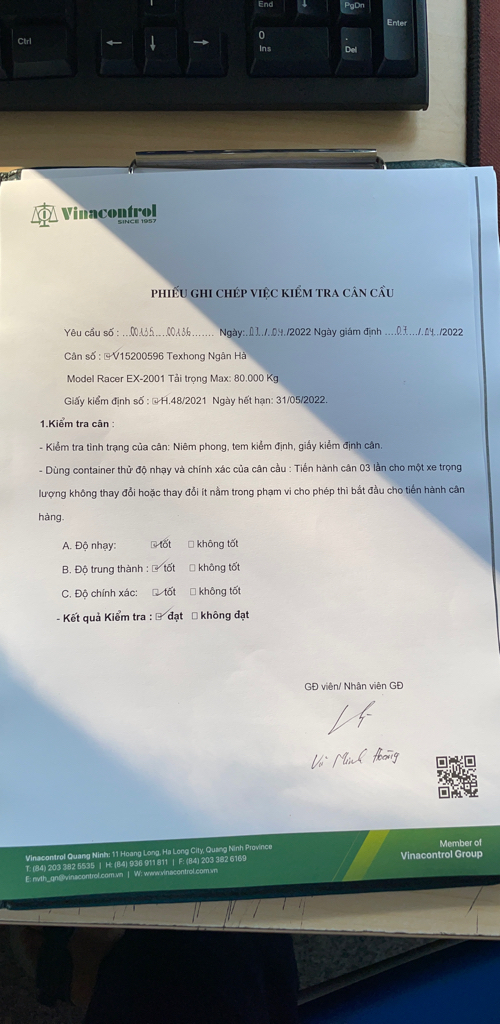 End
PgDn
Enter
Ctrl
←
↓
→
0
Ins
.
Del
Vinacontrol
SINCE 1957
PHIẾU GHI CHÉP VIỆC KIỂM TRA CÂN CẦU
Yêu cầu số : ...00135....00136....... Ngày:.07./.04./2022 Ngày giám định ....07..../.04../2022
Cân số : ☑V15200596 Texhong Ngân Hà
Model Racer EX-2001 Tải trọng Max: 80.000 Kg
Giấy kiểm định số : ☑H.48/2021 Ngày hết hạn: 31/05/2022.
1.Kiểm tra cân :
- Kiểm tra tình trạng của cân: Niêm phong, tem kiểm định, giấy kiểm định cân.
- Dùng container thử độ nhạy và chính xác của cân cầu : Tiến hành cân 03 lần cho một xe trọng
lượng không thay đổi hoặc thay đổi ít nằm trong phạm vi cho phép thì bắt đầu cho tiến hành cân
hàng.
A. Độ nhạy: ☑tốt ☐ không tốt
B. Độ trung thành : ☑ tốt ☐ không tốt
C. Độ chính xác: ☑tốt ☐ không tốt
- Kết quả Kiểm tra : ☑ đạt ☐ không đạt
GĐ viên/ Nhân viên GĐ
Vũ Minh Hoàng
Vinacontrol Quang Ninh: 11 Hoang Long, Ha Long City, Quang Ninh Province
T: (84) 203 382 5535 | H: (84) 936 911 811 | F: (84) 203 382 6169
E: nvth_qn@vinacontrol.com.vn | W: www.vinacontrol.com.vn
Member of
Vinacontrol Group